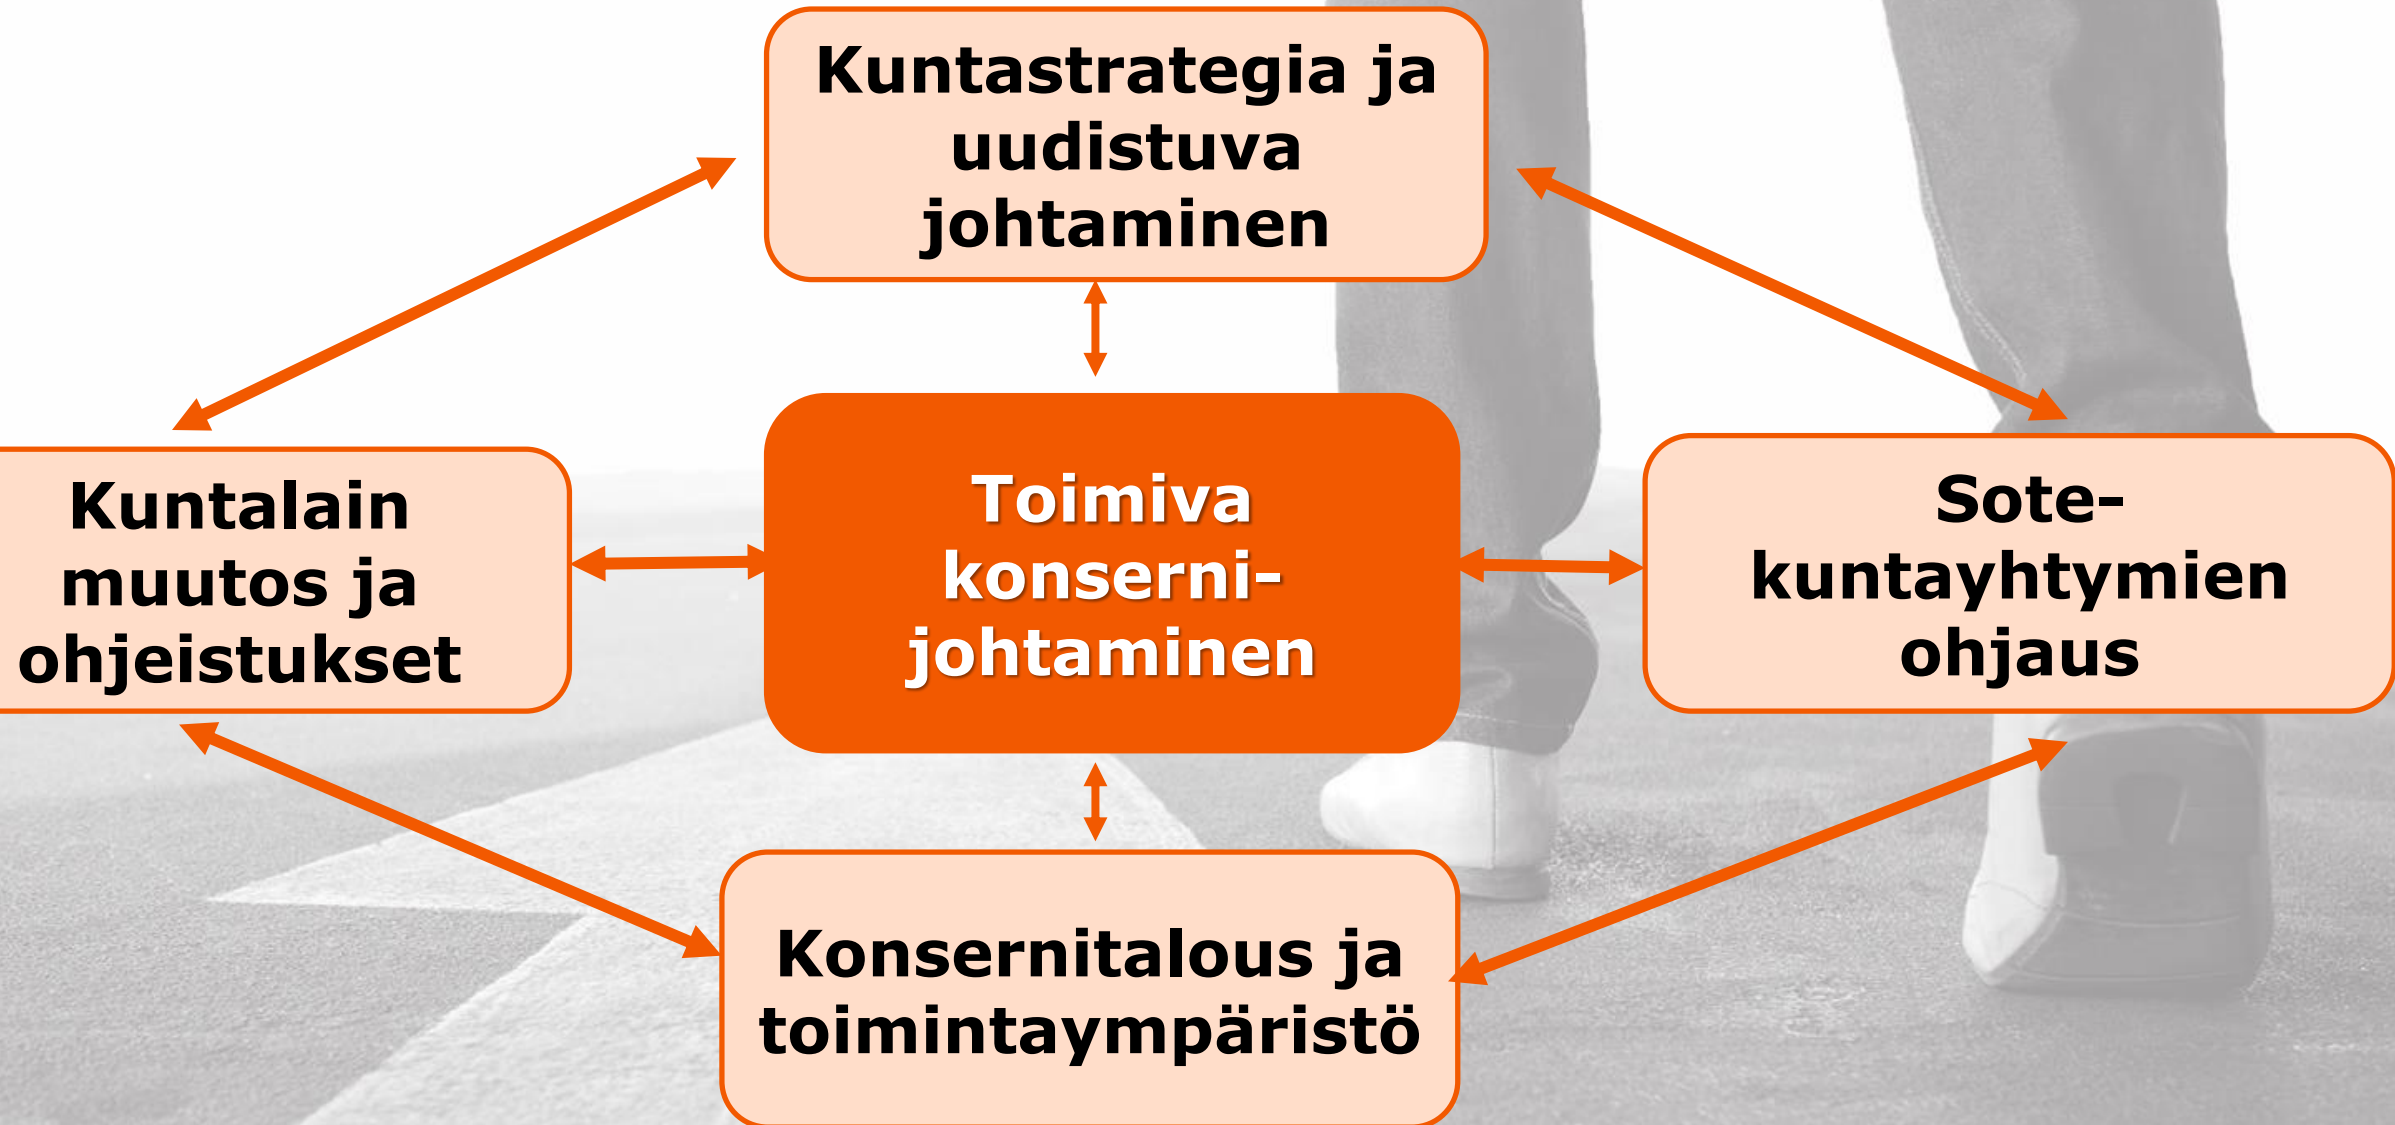 Kuntastrategia ja
uudistuva
johtaminen
Kuntalain
muutos ja
ohjeistukset
Toimiva
konserni-
johtaminen
Sote-
kuntayhtymien
ohjaus
Konsernitalous ja
toimintaympäristö